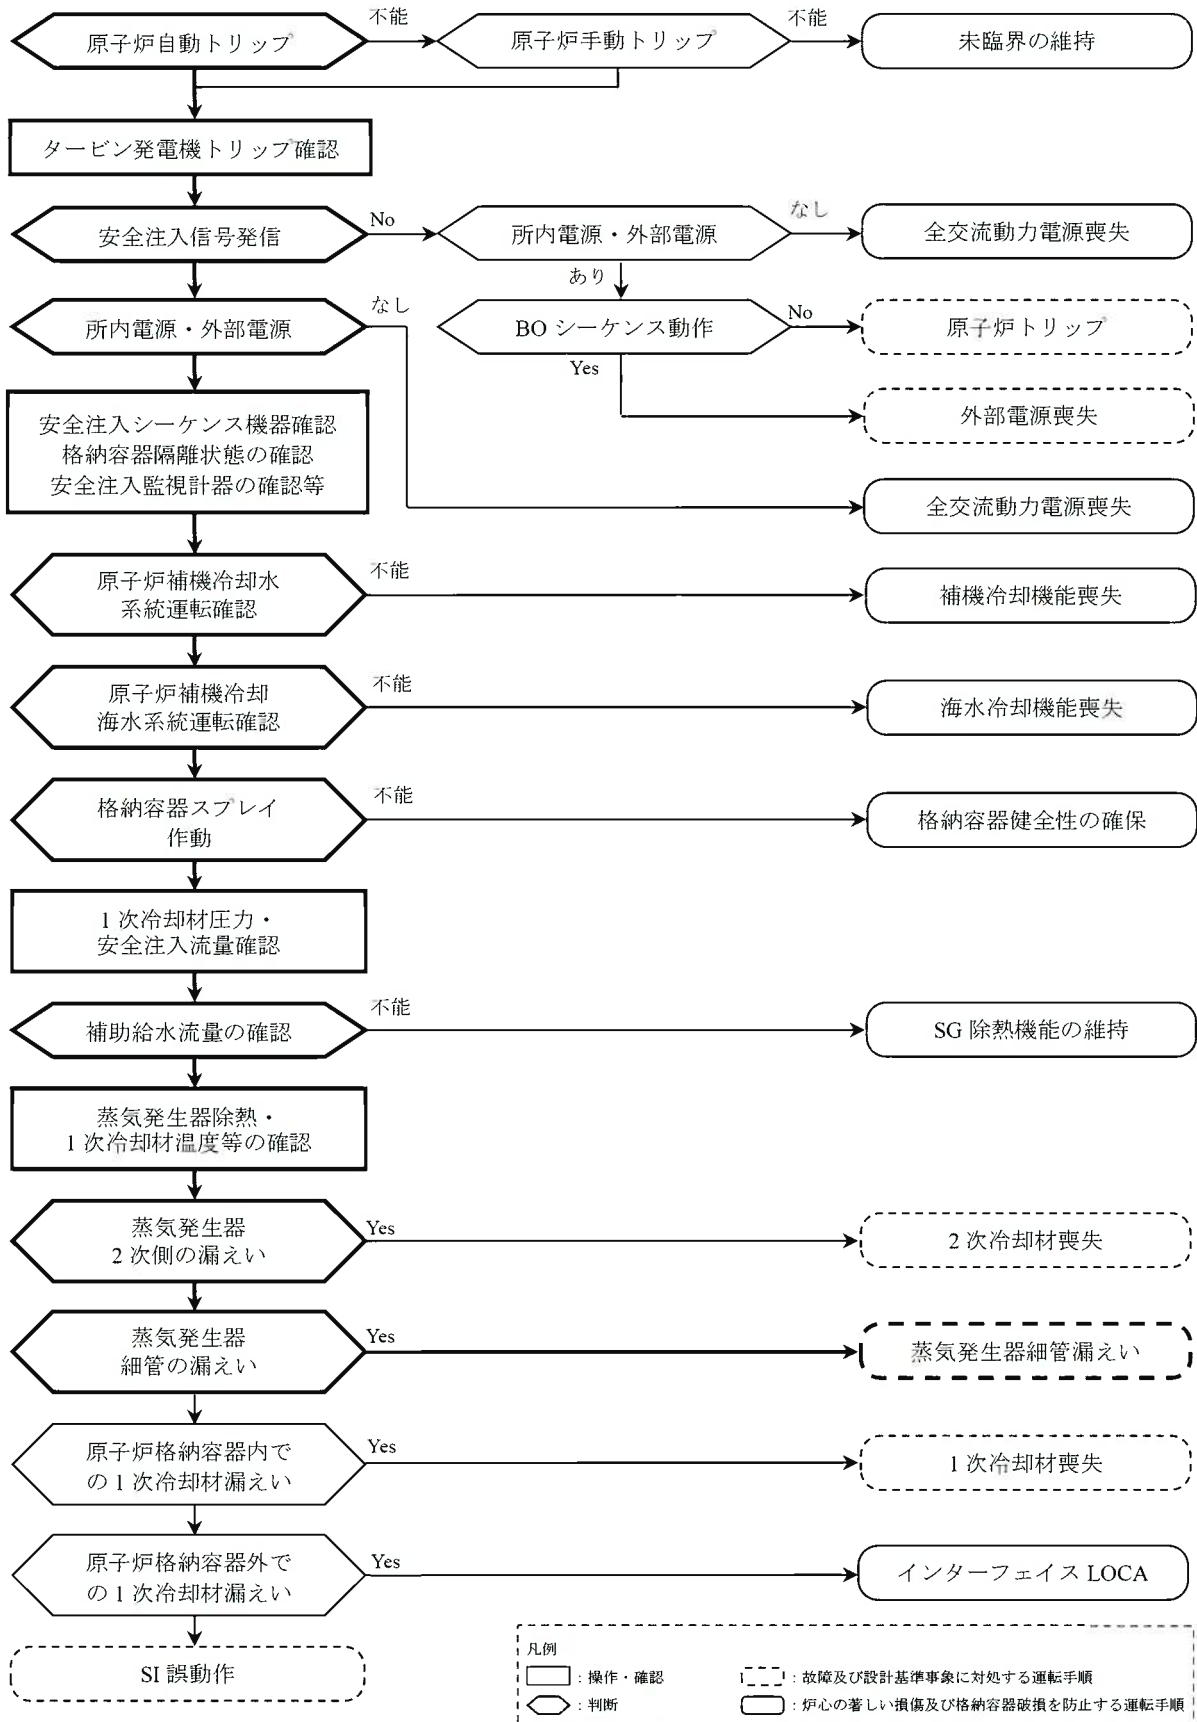 不能
不能
原子炉自動トリップ
原子炉手動トリップ
未臨界の維持
タービン発電機トリップ確認
安全注入信号発信
No
所内電源・外部電源
なし
全交流動力電源喪失
あり
所内電源・外部電源
なし
BO シーケンス動作
No
原子炉トリップ
Yes
外部電源喪失
安全注入シーケンス機器確認
格納容器隔離状態の確認
安全注入監視計器の確認等
全交流動力電源喪失
原子炉補機冷却水
系統運転確認
不能
補機冷却機能喪失
原子炉補機冷却
海水系統運転確認
不能
海水冷却機能喪失
格納容器スプレイ
作動
不能
格納容器健全性の確保
1 次冷却材圧力・
安全注入流量確認
補助給水流量の確認
不能
SG 除熱機能の維持
蒸気発生器除熱・
1 次冷却材温度等の確認
蒸気発生器
2 次側の漏えい
Yes
2 次冷却材喪失
蒸気発生器
細管の漏えい
Yes
蒸気発生器細管漏えい
原子炉格納容器内で
の 1 次冷却材漏えい
Yes
1 次冷却材喪失
原子炉格納容器外で
の 1 次冷却材漏えい
Yes
インターフェイス LOCA
SI 誤動作
凡例
：操作・確認
：故障及び設計基準事象に対処する運転手順
：判断
：炉心の著しい損傷及び格納容器破損を防止する運転手順